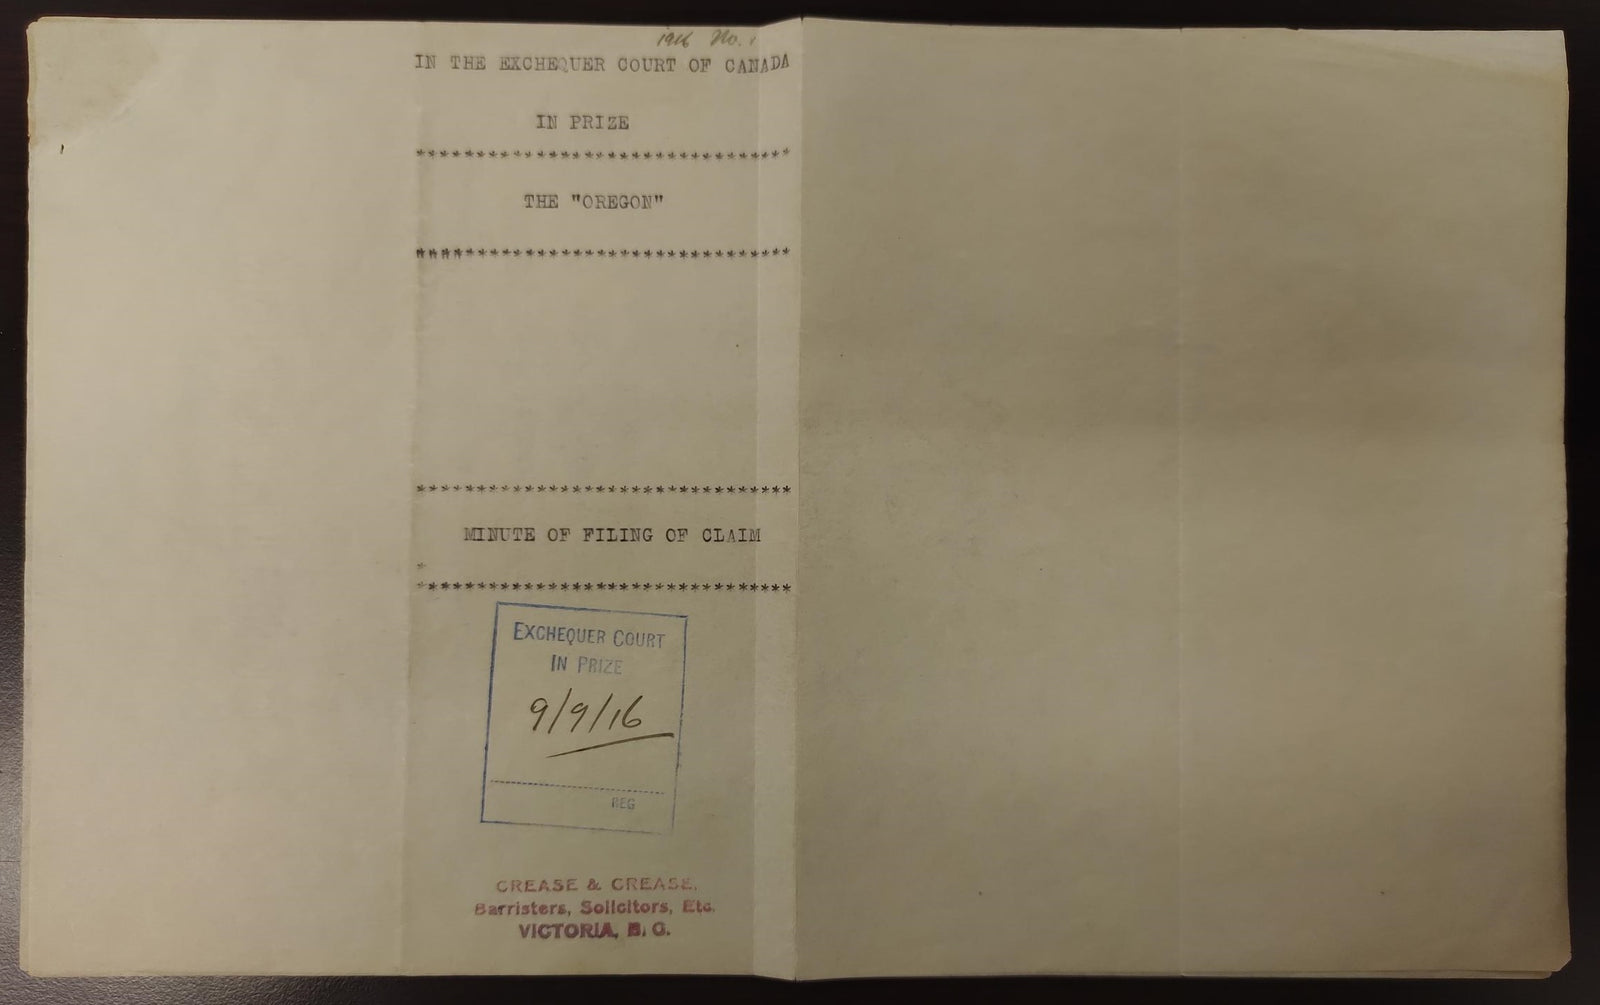 1916 No. 1
IN THE EXCHEQUER COURT OF CANADA
IN PRIZE
*******************************
THE "OREGON"
*******************************
*******************************
MINUTE OF FILING OF CLAIM
*
*******************************
EXCHEQUER COURT
IN PRIZE
9/9/16
REG
CREASE & CREASE.
Barristers, Solicitors, Etc.
VICTORIA, B. C.